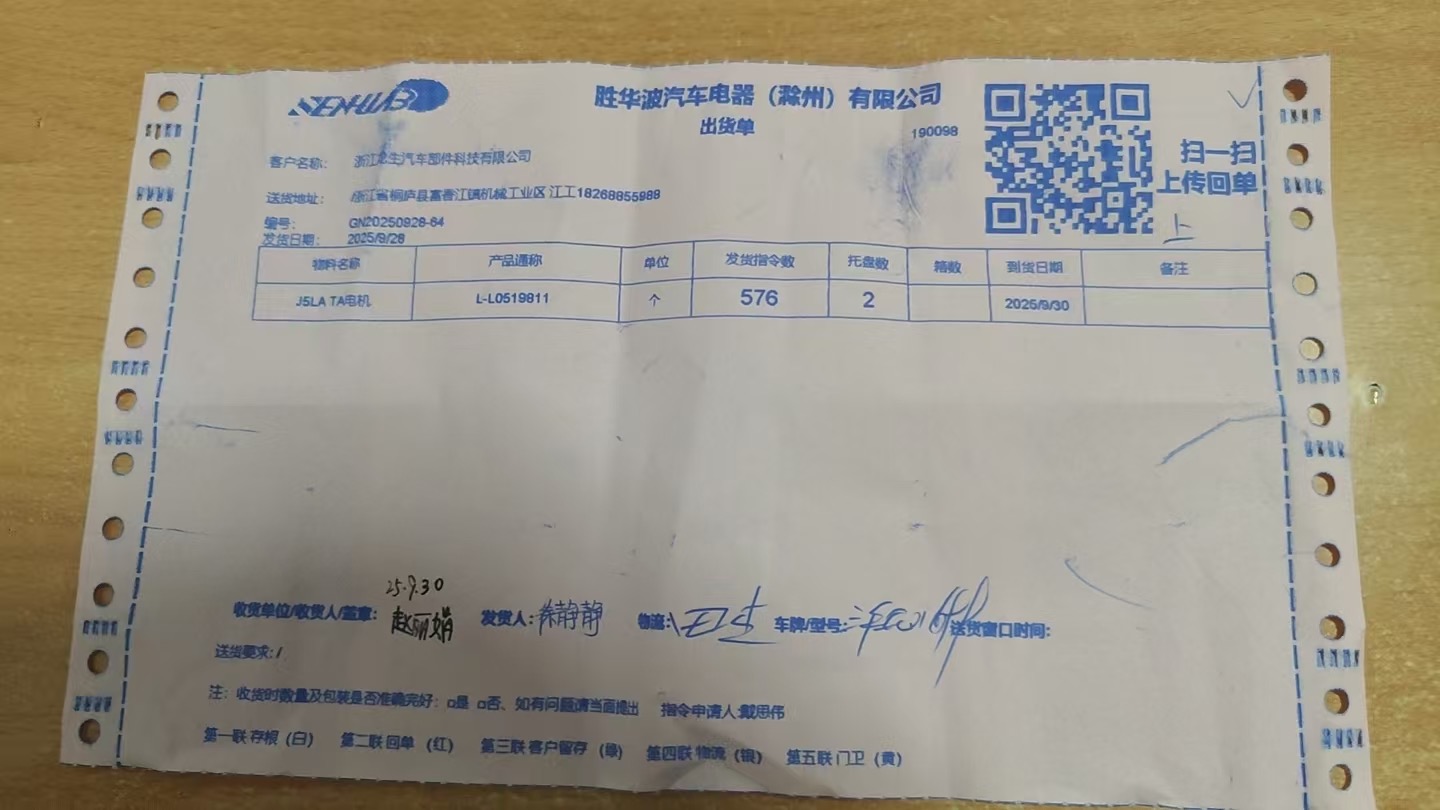 SENHUB
胜华波汽车电器（滁州）有限公司
出货单
190098
扫一扫
上传回单
上
客户名称： 浙江 生汽车部件科技有限公司
送货地址： 浙江省桐庐县富春江镇机械工业区 江工18268855988
编号： GN20250928-64
发货日期： 2025/9/28
物料名称 产品通称 单位 发货指令数 托盘数 箱数 到货日期 备注
J5LA TA电机 L-L0519811 个 576 2 2025/9/30
25.9.30
收货单位/收货人/盖章： 赵丽娟 发货人： 徐静静 物流： 车牌/型号： 送货窗口时间：
送货要求：/
注：收货时数量及包装是否准确完好：□是 □否、如有问题请当面提出 指令申请人:戴思伟
第一联 存根（白） 第二联 回单 （红） 第三联 客户留存 （绿） 第四联 物流（银） 第五联 门卫（黄）